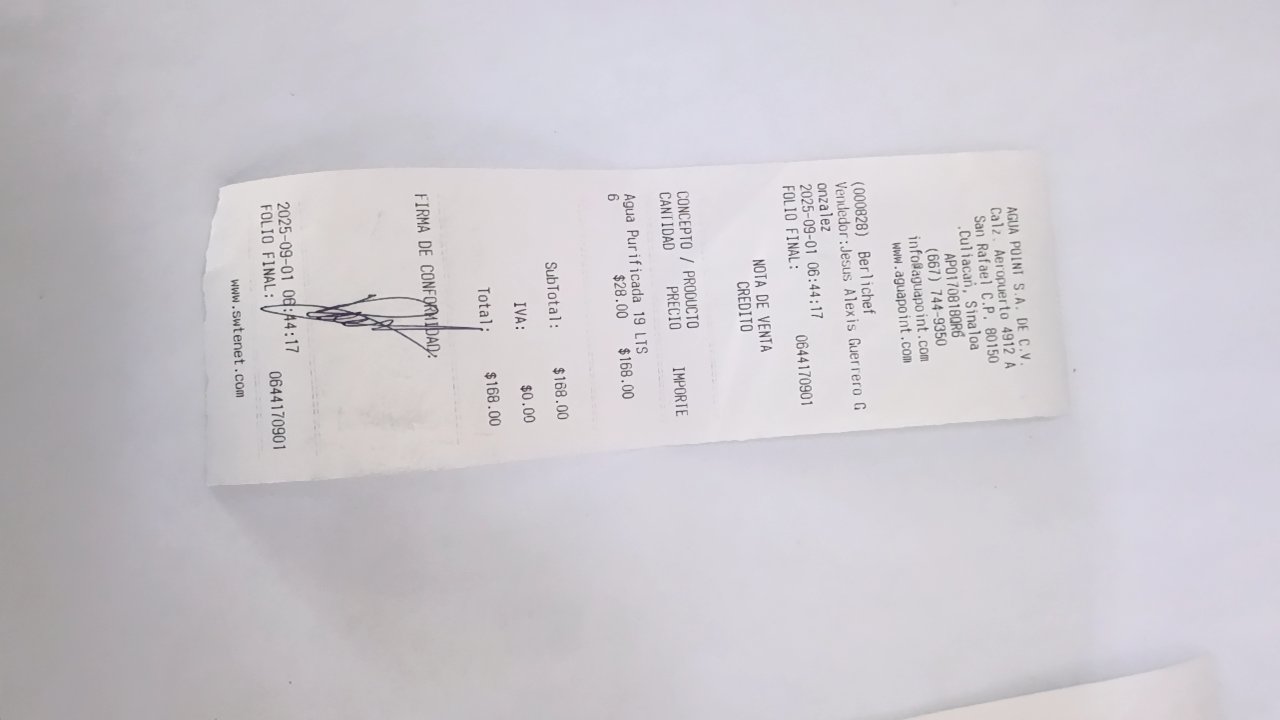 AGUA POINT S.A. DE C.V.
Calz. Aeropuerto 4912 A
San Rafael C.P. 80150
,Culiacan, Sinaloa
APO170818QR6
(667) 744-9350
info@aguapoint.com
www.aguapoint.com
(000828) Berlichef
Vendedor:Jesus Alexis Guerrero G
onzalez
2025-09-01 06:44:17
FOLIO FINAL: 0644170901
NOTA DE VENTA
CREDITO
CONCEPTO / PRODUCTO
CANTIDAD PRECIO IMPORTE
Agua Purificada 19 LTS
6 $28.00 $168.00
SubTotal: $168.00
IVA: $0.00
Total: $168.00
FIRMA DE CONFORMIDAD:
2025-09-01 06:44:17
FOLIO FINAL: 0644170901
www.swtenet.com